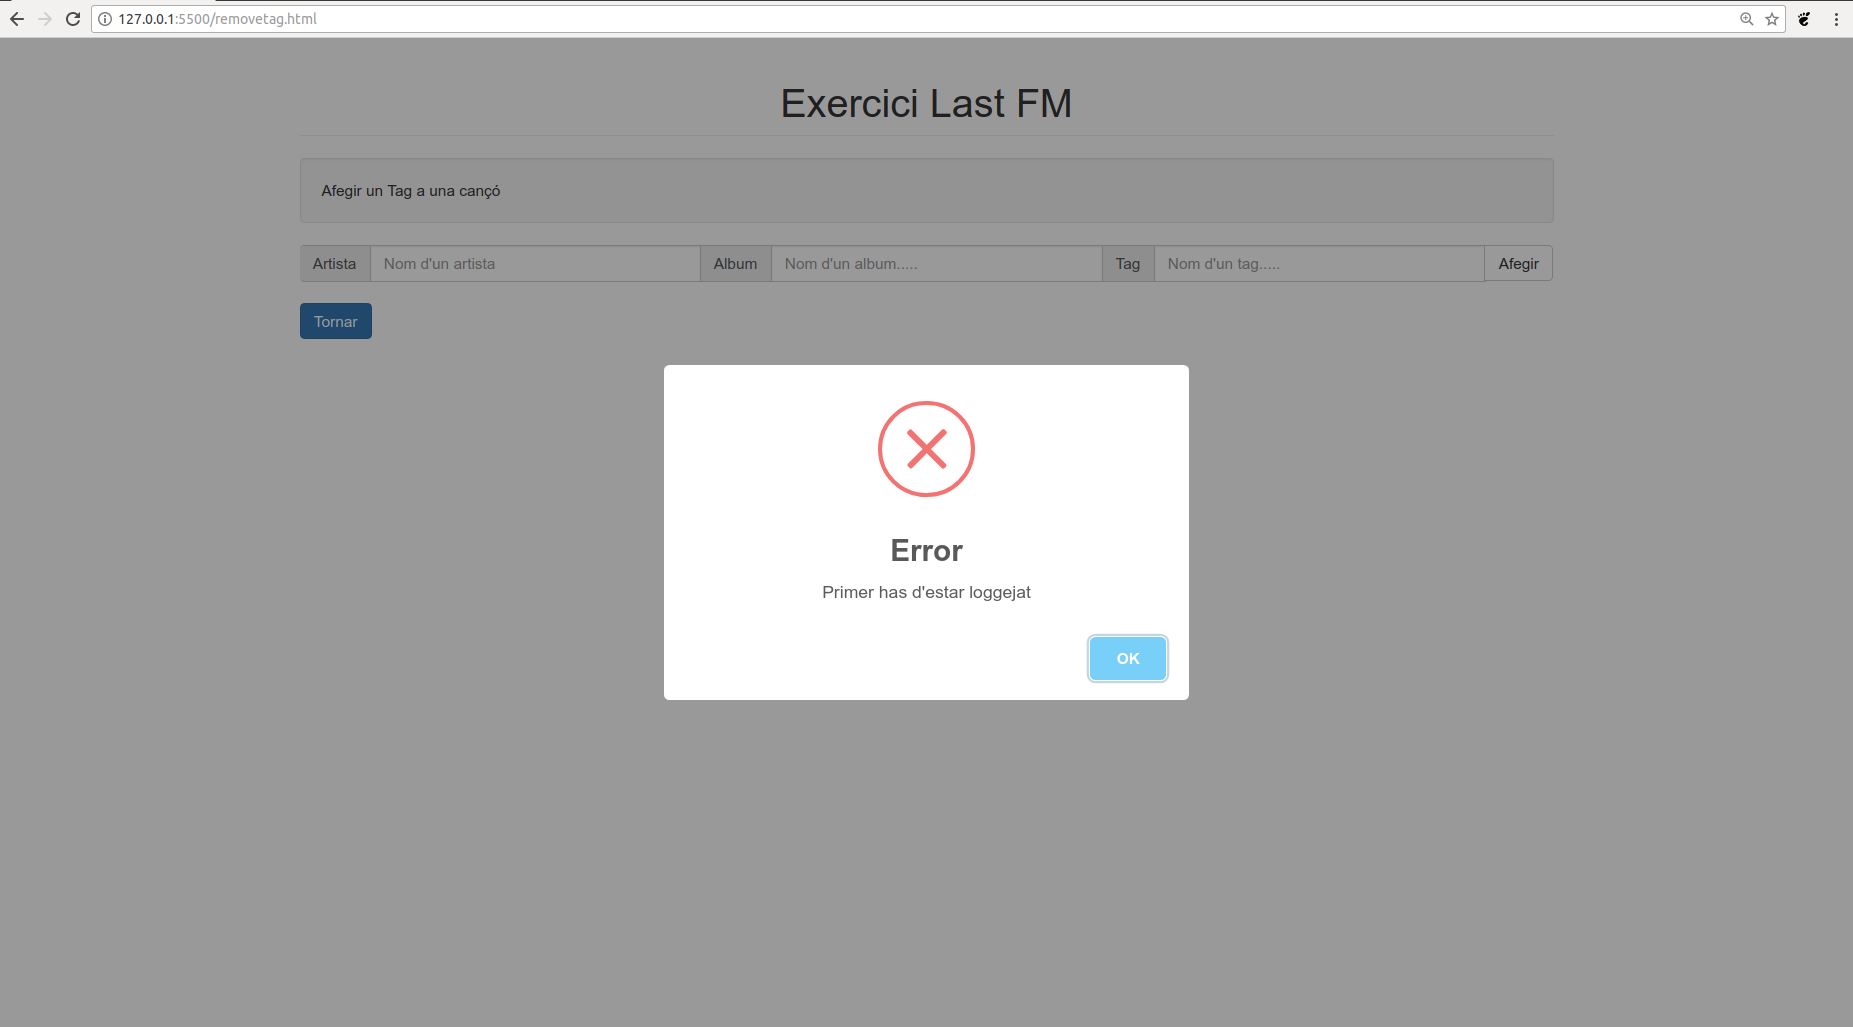 127.0.0.1:5500/removetag.html
Exercici Last FM
Afegir un Tag a una cançó
Artista Nom d'un artista Album Nom d'un album..... Tag Nom d'un tag..... Afegir
Tornar
Error
Primer has d'estar loggejat
OK